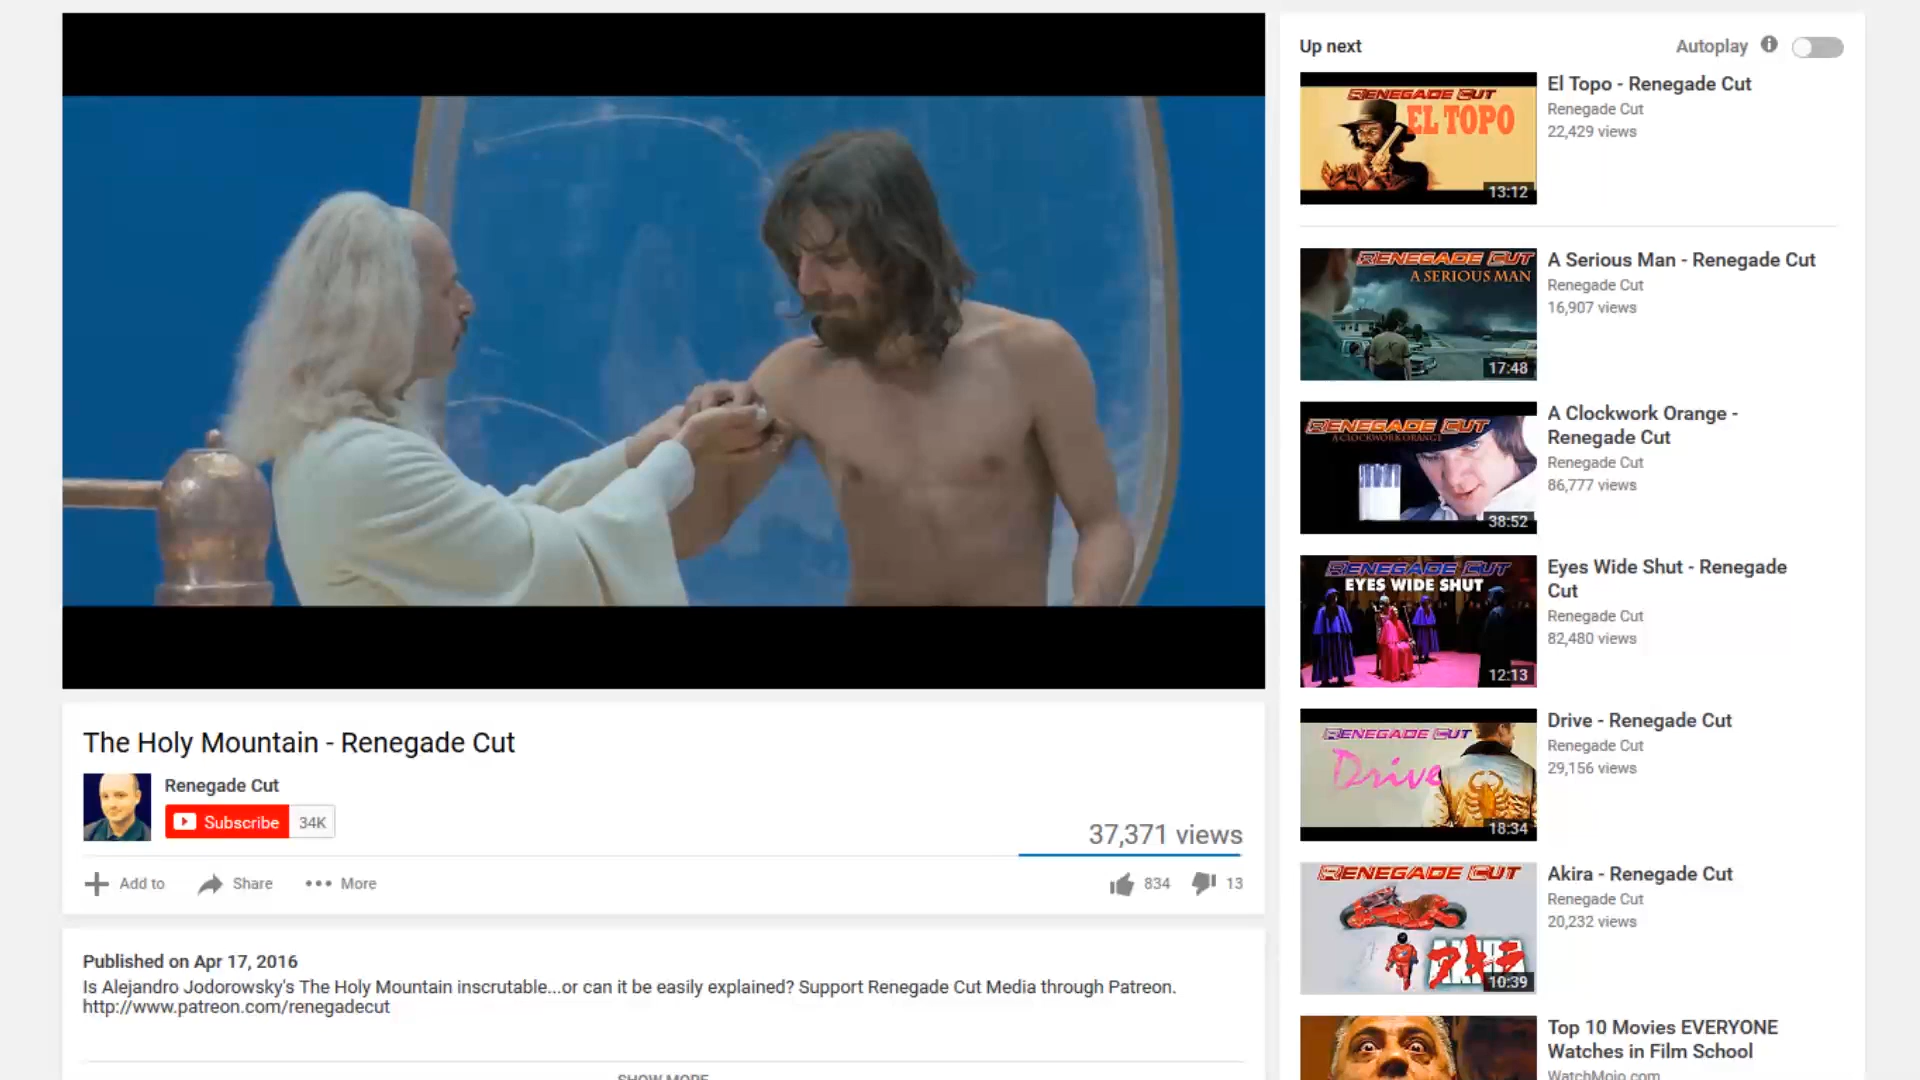 The Holy Mountain - Renegade Cut
Renegade Cut
Subscribe 34K
37,371 views
Add to Share More 834 13
Published on Apr 17, 2016
Is Alejandro Jodorowsky's The Holy Mountain inscrutable...or can it be easily explained? Support Renegade Cut Media through Patreon.
http://www.patreon.com/renegadecut
SHOW MORE
Up next Autoplay
RENEGADE CUT
EL TOPO
13:12
El Topo - Renegade Cut
Renegade Cut
22,429 views
RENEGADE CUT
A SERIOUS MAN
17:48
A Serious Man - Renegade Cut
Renegade Cut
16,907 views
RENEGADE CUT
A CLOCKWORK ORANGE
38:52
A Clockwork Orange -
Renegade Cut
Renegade Cut
86,777 views
RENEGADE CUT
EYES WIDE SHUT
12:13
Eyes Wide Shut - Renegade
Cut
Renegade Cut
82,480 views
RENEGADE CUT
Drive
18:34
Drive - Renegade Cut
Renegade Cut
29,156 views
RENEGADE CUT
AKIRA
アキラ
10:39
Akira - Renegade Cut
Renegade Cut
20,232 views
Top 10 Movies EVERYONE
Watches in Film School
WatchMojo.com